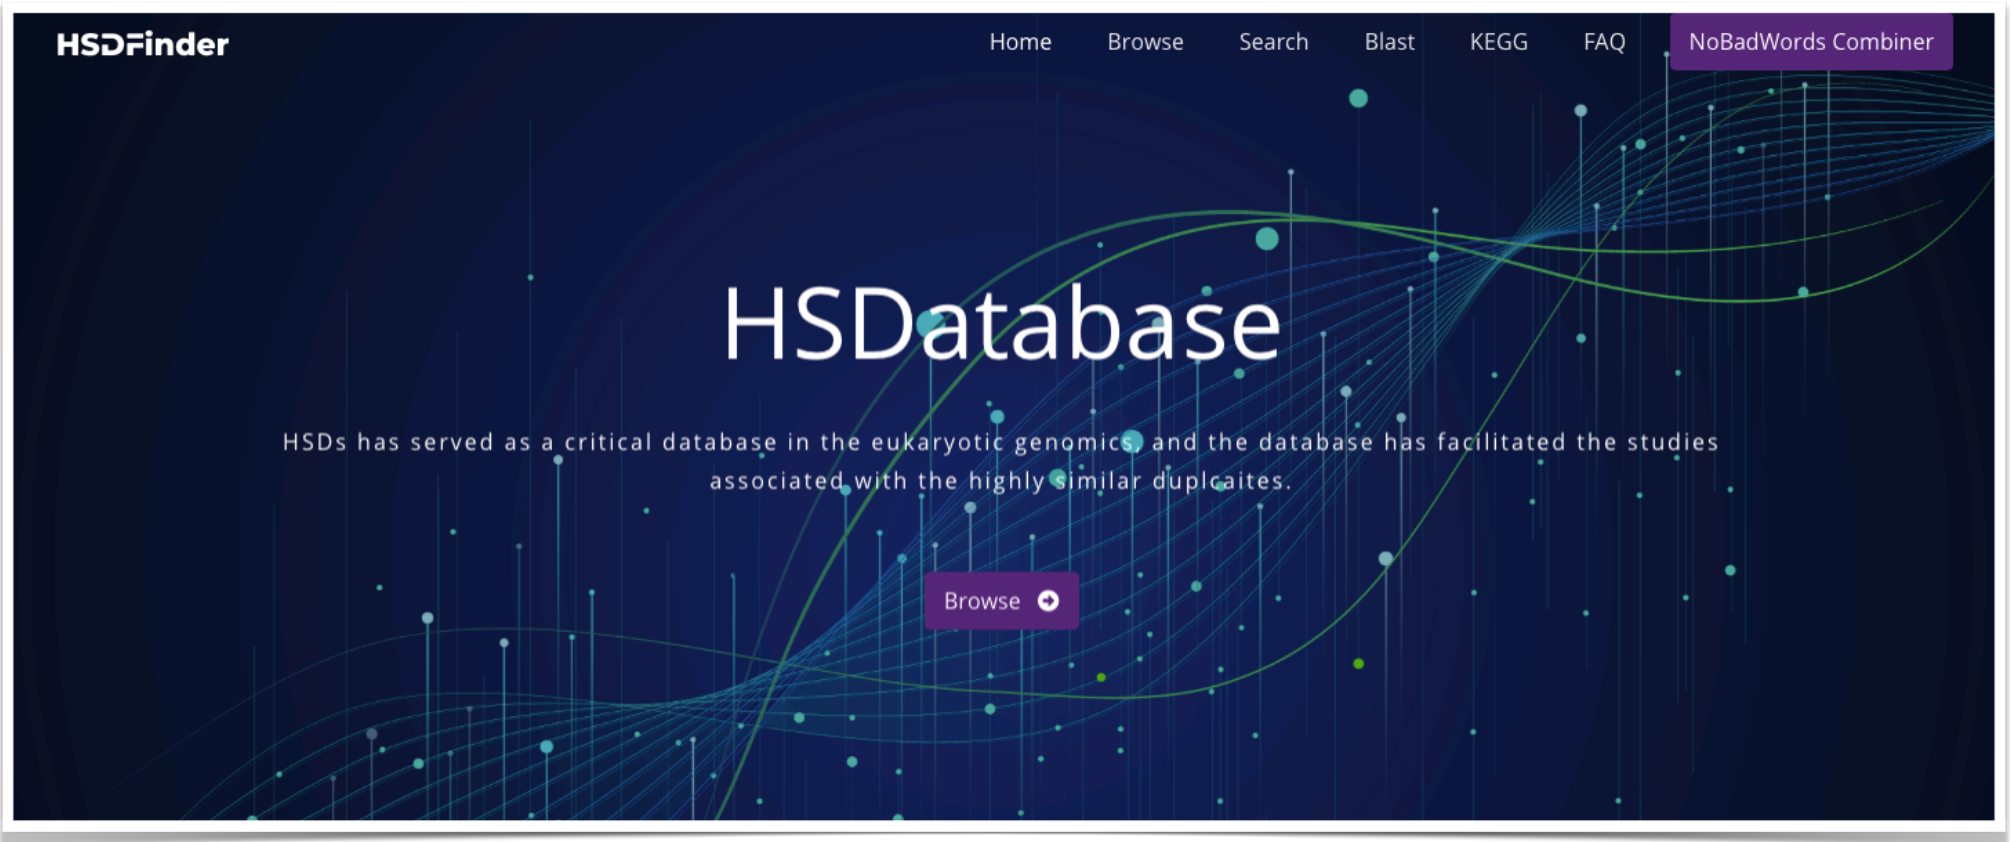 HSDFinder
Home Browse Search Blast KEGG FAQ NoBadWords Combiner
HSDatabase
HSDs has served as a critical database in the eukaryotic genomics, and the database has facilitated the studies
associated with the highly similar duplcaites.
Browse